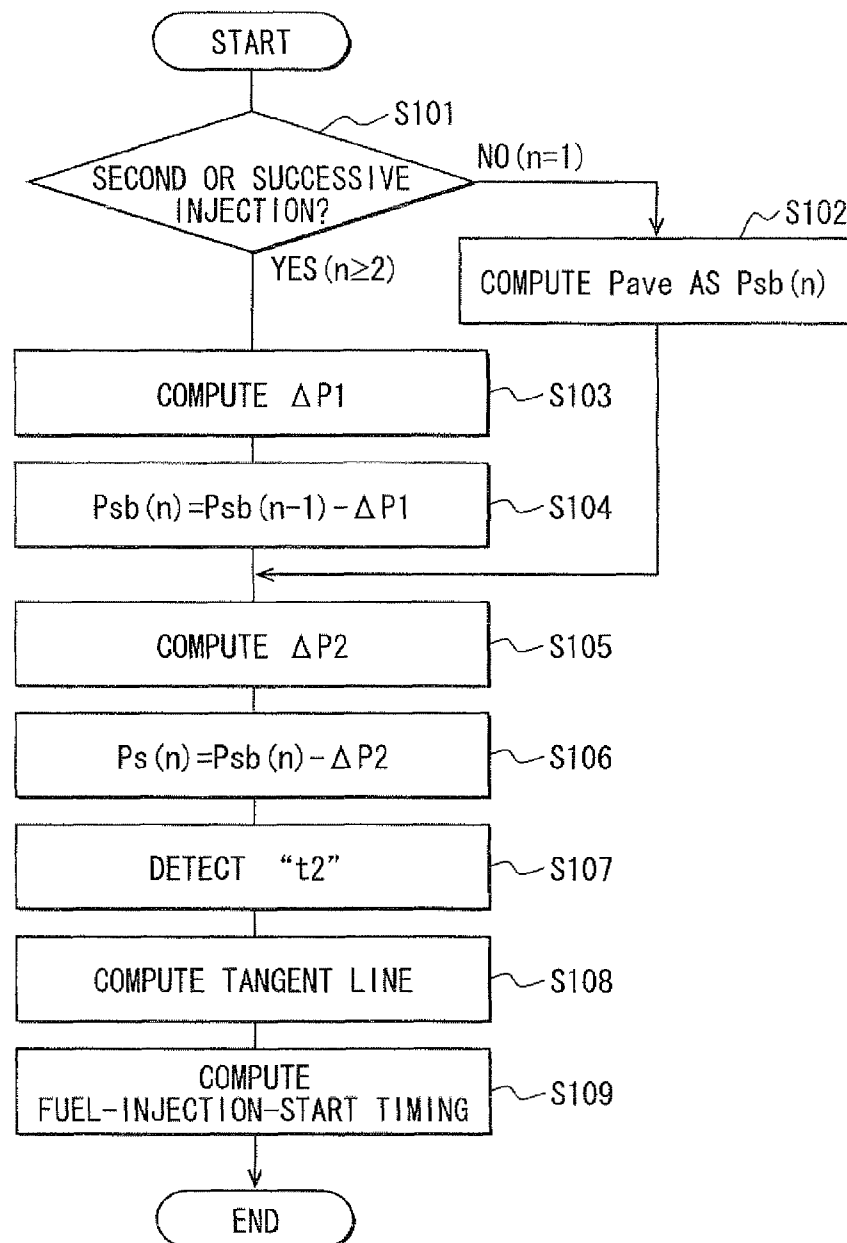 START
S101
SECOND OR SUCCESSIVE
INJECTION?
NO(n=1)
YES(n≥2)
S102
COMPUTE Pave AS Psb(n)
COMPUTE ΔP1
S103
Psb(n)=Psb(n-1)-ΔP1
S104
COMPUTE ΔP2
S105
Ps(n)=Psb(n)-ΔP2
S106
DETECT “t2”
S107
COMPUTE TANGENT LINE
S108
COMPUTE
FUEL-INJECTION-START TIMING
S109
END